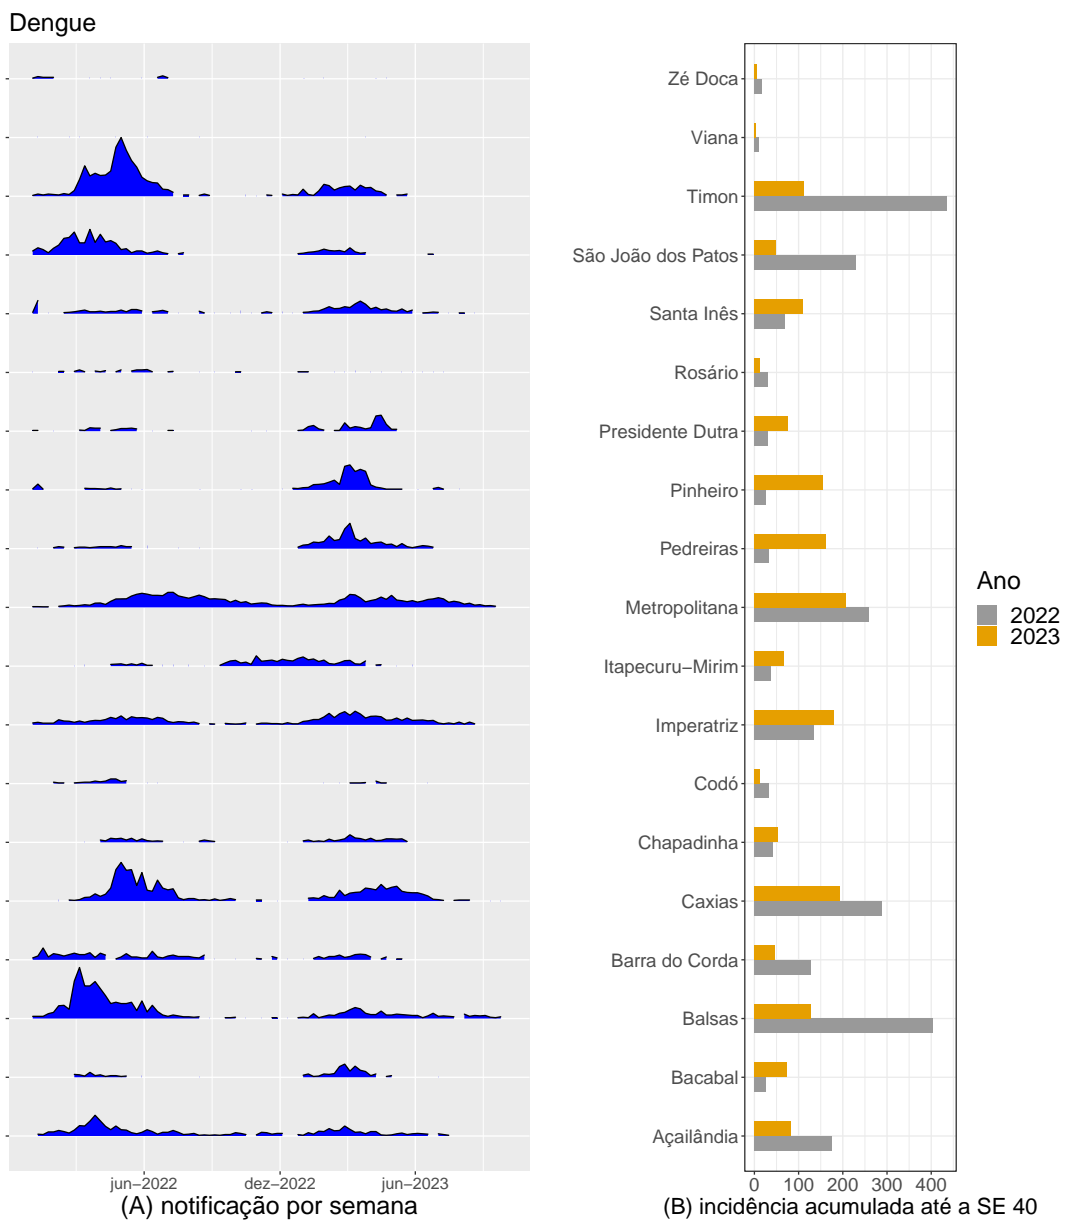 Dengue
Zé Doca
Viana
Timon
São João dos Patos
Santa Inês
Rosário
Presidente Dutra
Pinheiro
Pedreiras
Metropolitana
Itapecuru−Mirim
Imperatriz
Codó
Chapadinha
Caxias
Barra do Corda
Balsas
Bacabal
Açailândia
Ano
2022
2023
jun−2022 dez−2022 jun−2023
(A) notificação por semana
0 100 200 300 400
(B) incidência acumulada até a SE 40